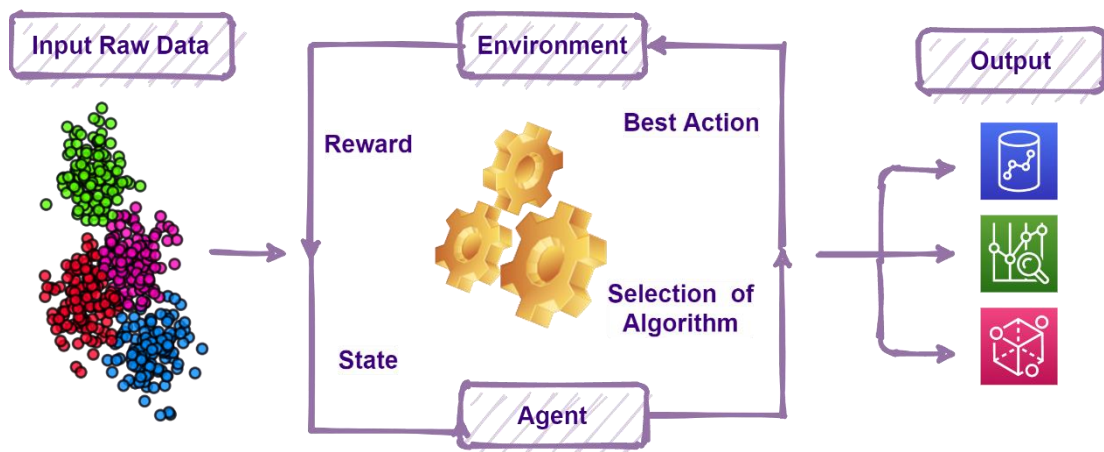 Input Raw Data
Environment
Output
Reward
Best Action
Selection of
Algorithm
State
Agent